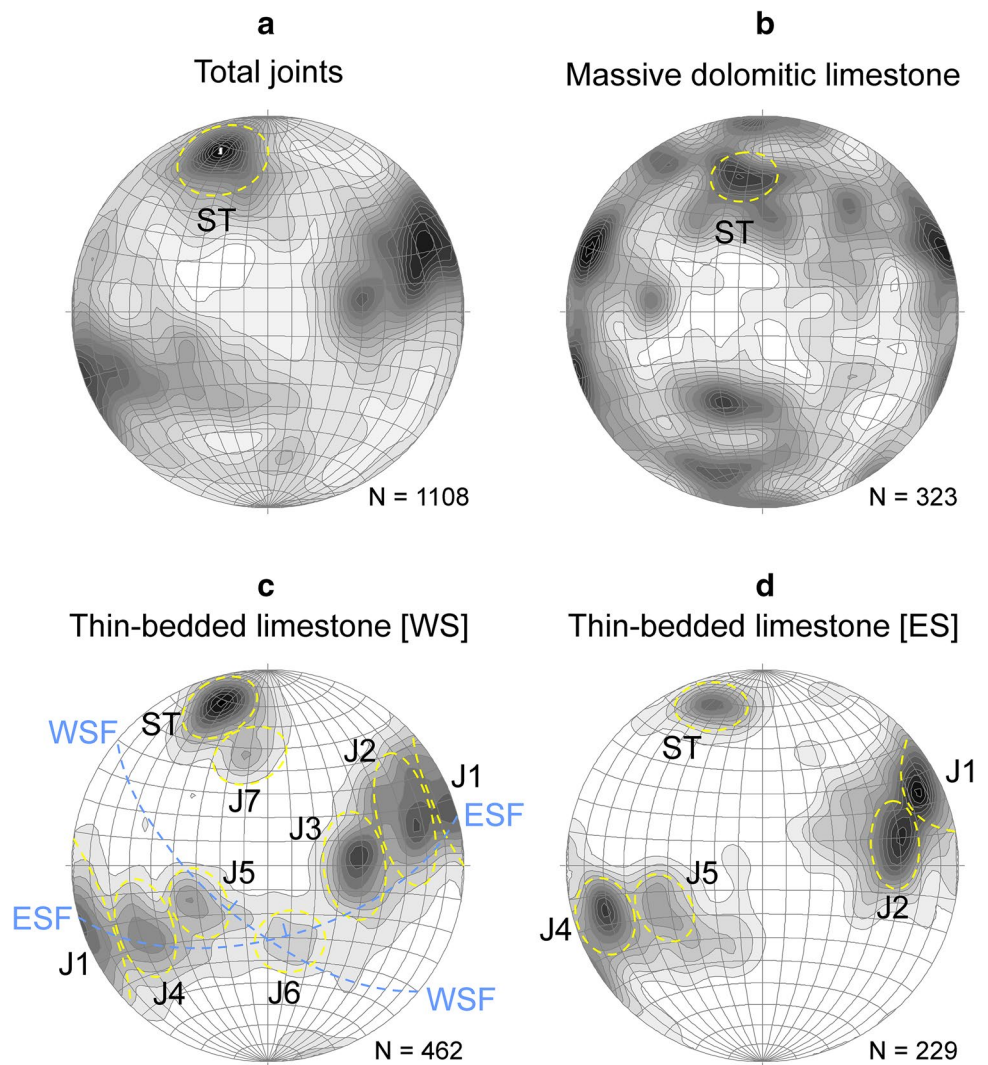 a
Total joints
ST
N = 1108
b
Massive dolomitic limestone
ST
N = 323
c
Thin-bedded limestone [WS]
ST
WSF
J2
J1
J7
ESF
J3
J5
ESF
J1
J4
J6
WSF
N = 462
d
Thin-bedded limestone [ES]
ST
J1
J5
J2
J4
N = 229